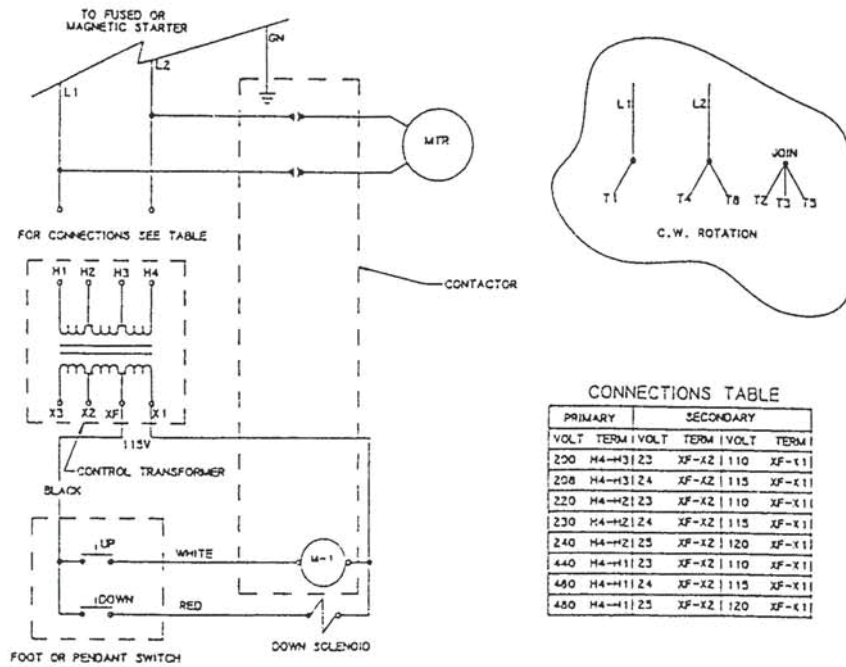 TO FUSED OR
MAGNETIC STARTER
GN
L1
L2
MTR
FOR CONNECTIONS SEE TABLE
H1 H2 H3 H4
X3 X2 XF X1
115V
CONTROL TRANSFORMER
BLACK
CONTACTOR
UP
WHITE
M-1
DOWN
RED
DOWN SOLENOID
FOOT OR PENDANT SWITCH
L1
L2
JOIN
T1
T4 T8
T2 T3 T5
C.W. ROTATION
CONNECTIONS TABLE
PRIMARY SECONDARY
VOLT TERM VOLT TERM VOLT TERM
200 H4-H3 23 XF-X2 110 XF-X1
208 H4-H3 24 XF-X2 115 XF-X1
220 H4-H2 23 XF-X2 110 XF-X1
230 H4-H2 24 XF-X2 115 XF-X1
240 H4-H2 25 XF-X2 120 XF-X1
440 H4-H1 23 XF-X2 110 XF-X1
460 H4-H1 24 XF-X2 115 XF-X1
480 H4-H1 25 XF-X2 120 XF-X1